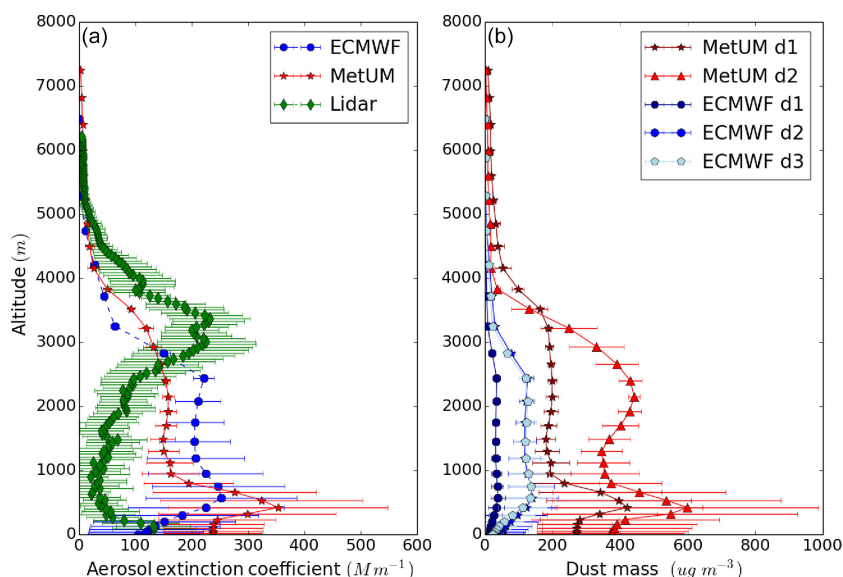 (a)
ECMWF
MetUM
Lidar
8000
7000
6000
5000
4000
3000
2000
1000
0
Altitude (m)
0 100 200 300 400 500 600
Aerosol extinction coefficient (Mm⁻¹)
(b)
MetUM d1
MetUM d2
ECMWF d1
ECMWF d2
ECMWF d3
8000
7000
6000
5000
4000
3000
2000
1000
0
0 200 400 600 800 1000
Dust mass (ug m⁻³)